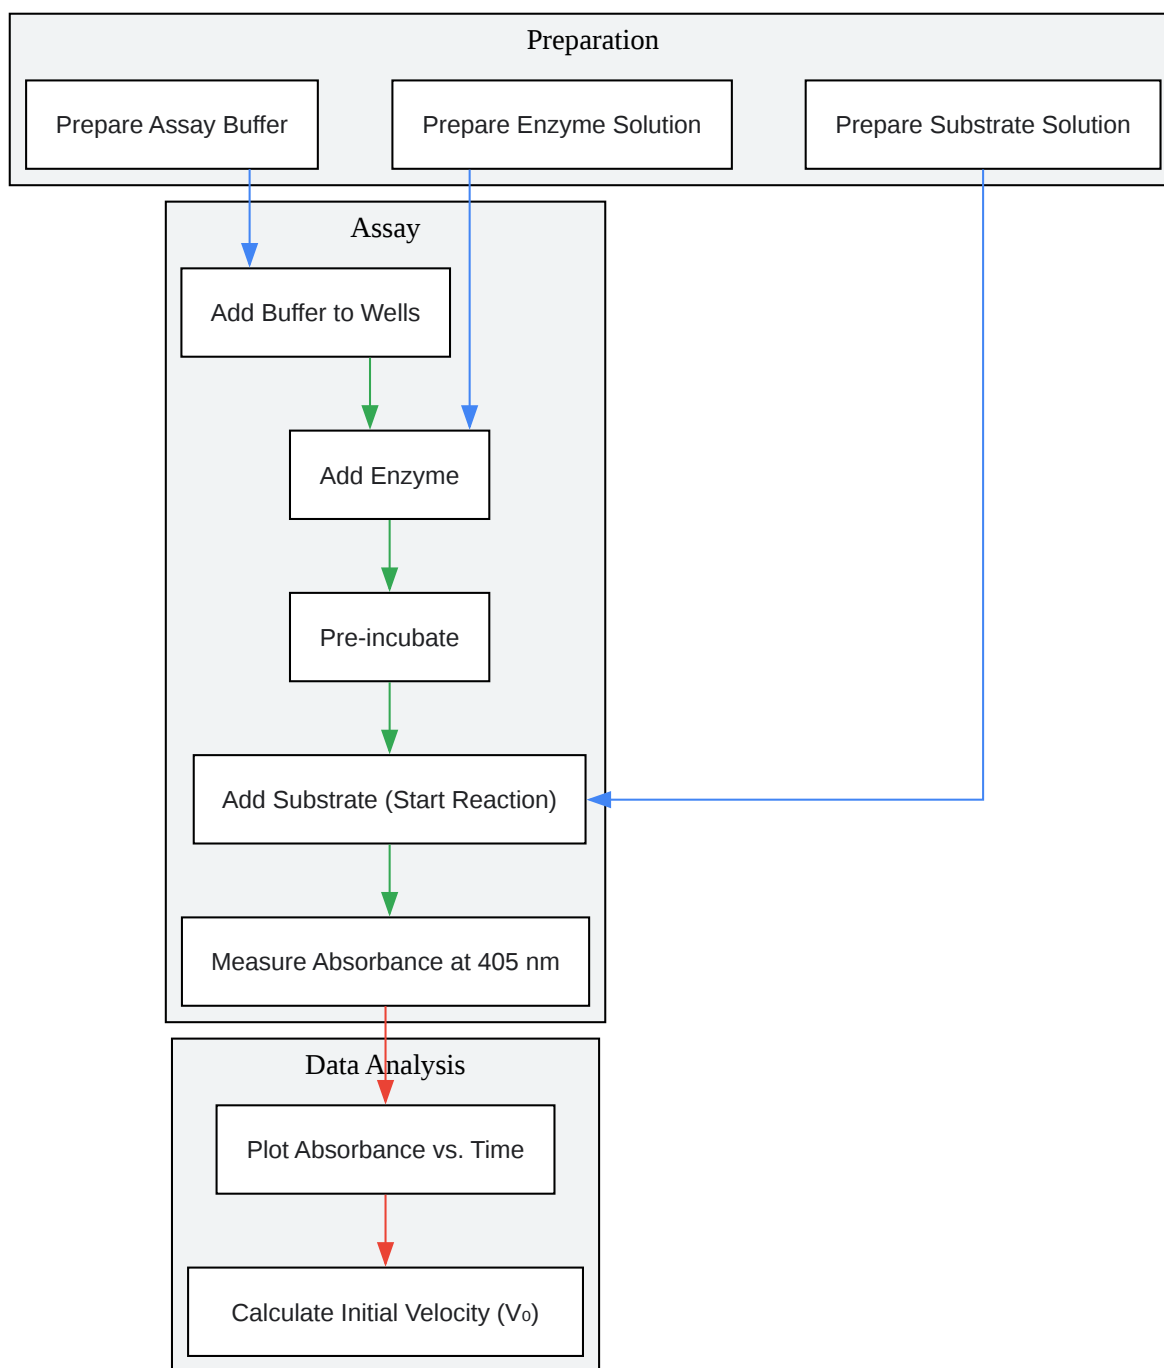 Preparation
Prepare Assay Buffer
Prepare Enzyme Solution
Prepare Substrate Solution
Assay
Add Buffer to Wells
Add Enzyme
Pre-incubate
Add Substrate (Start Reaction)
Measure Absorbance at 405 nm
Data Analysis
Plot Absorbance vs. Time
Calculate Initial Velocity (V₀)